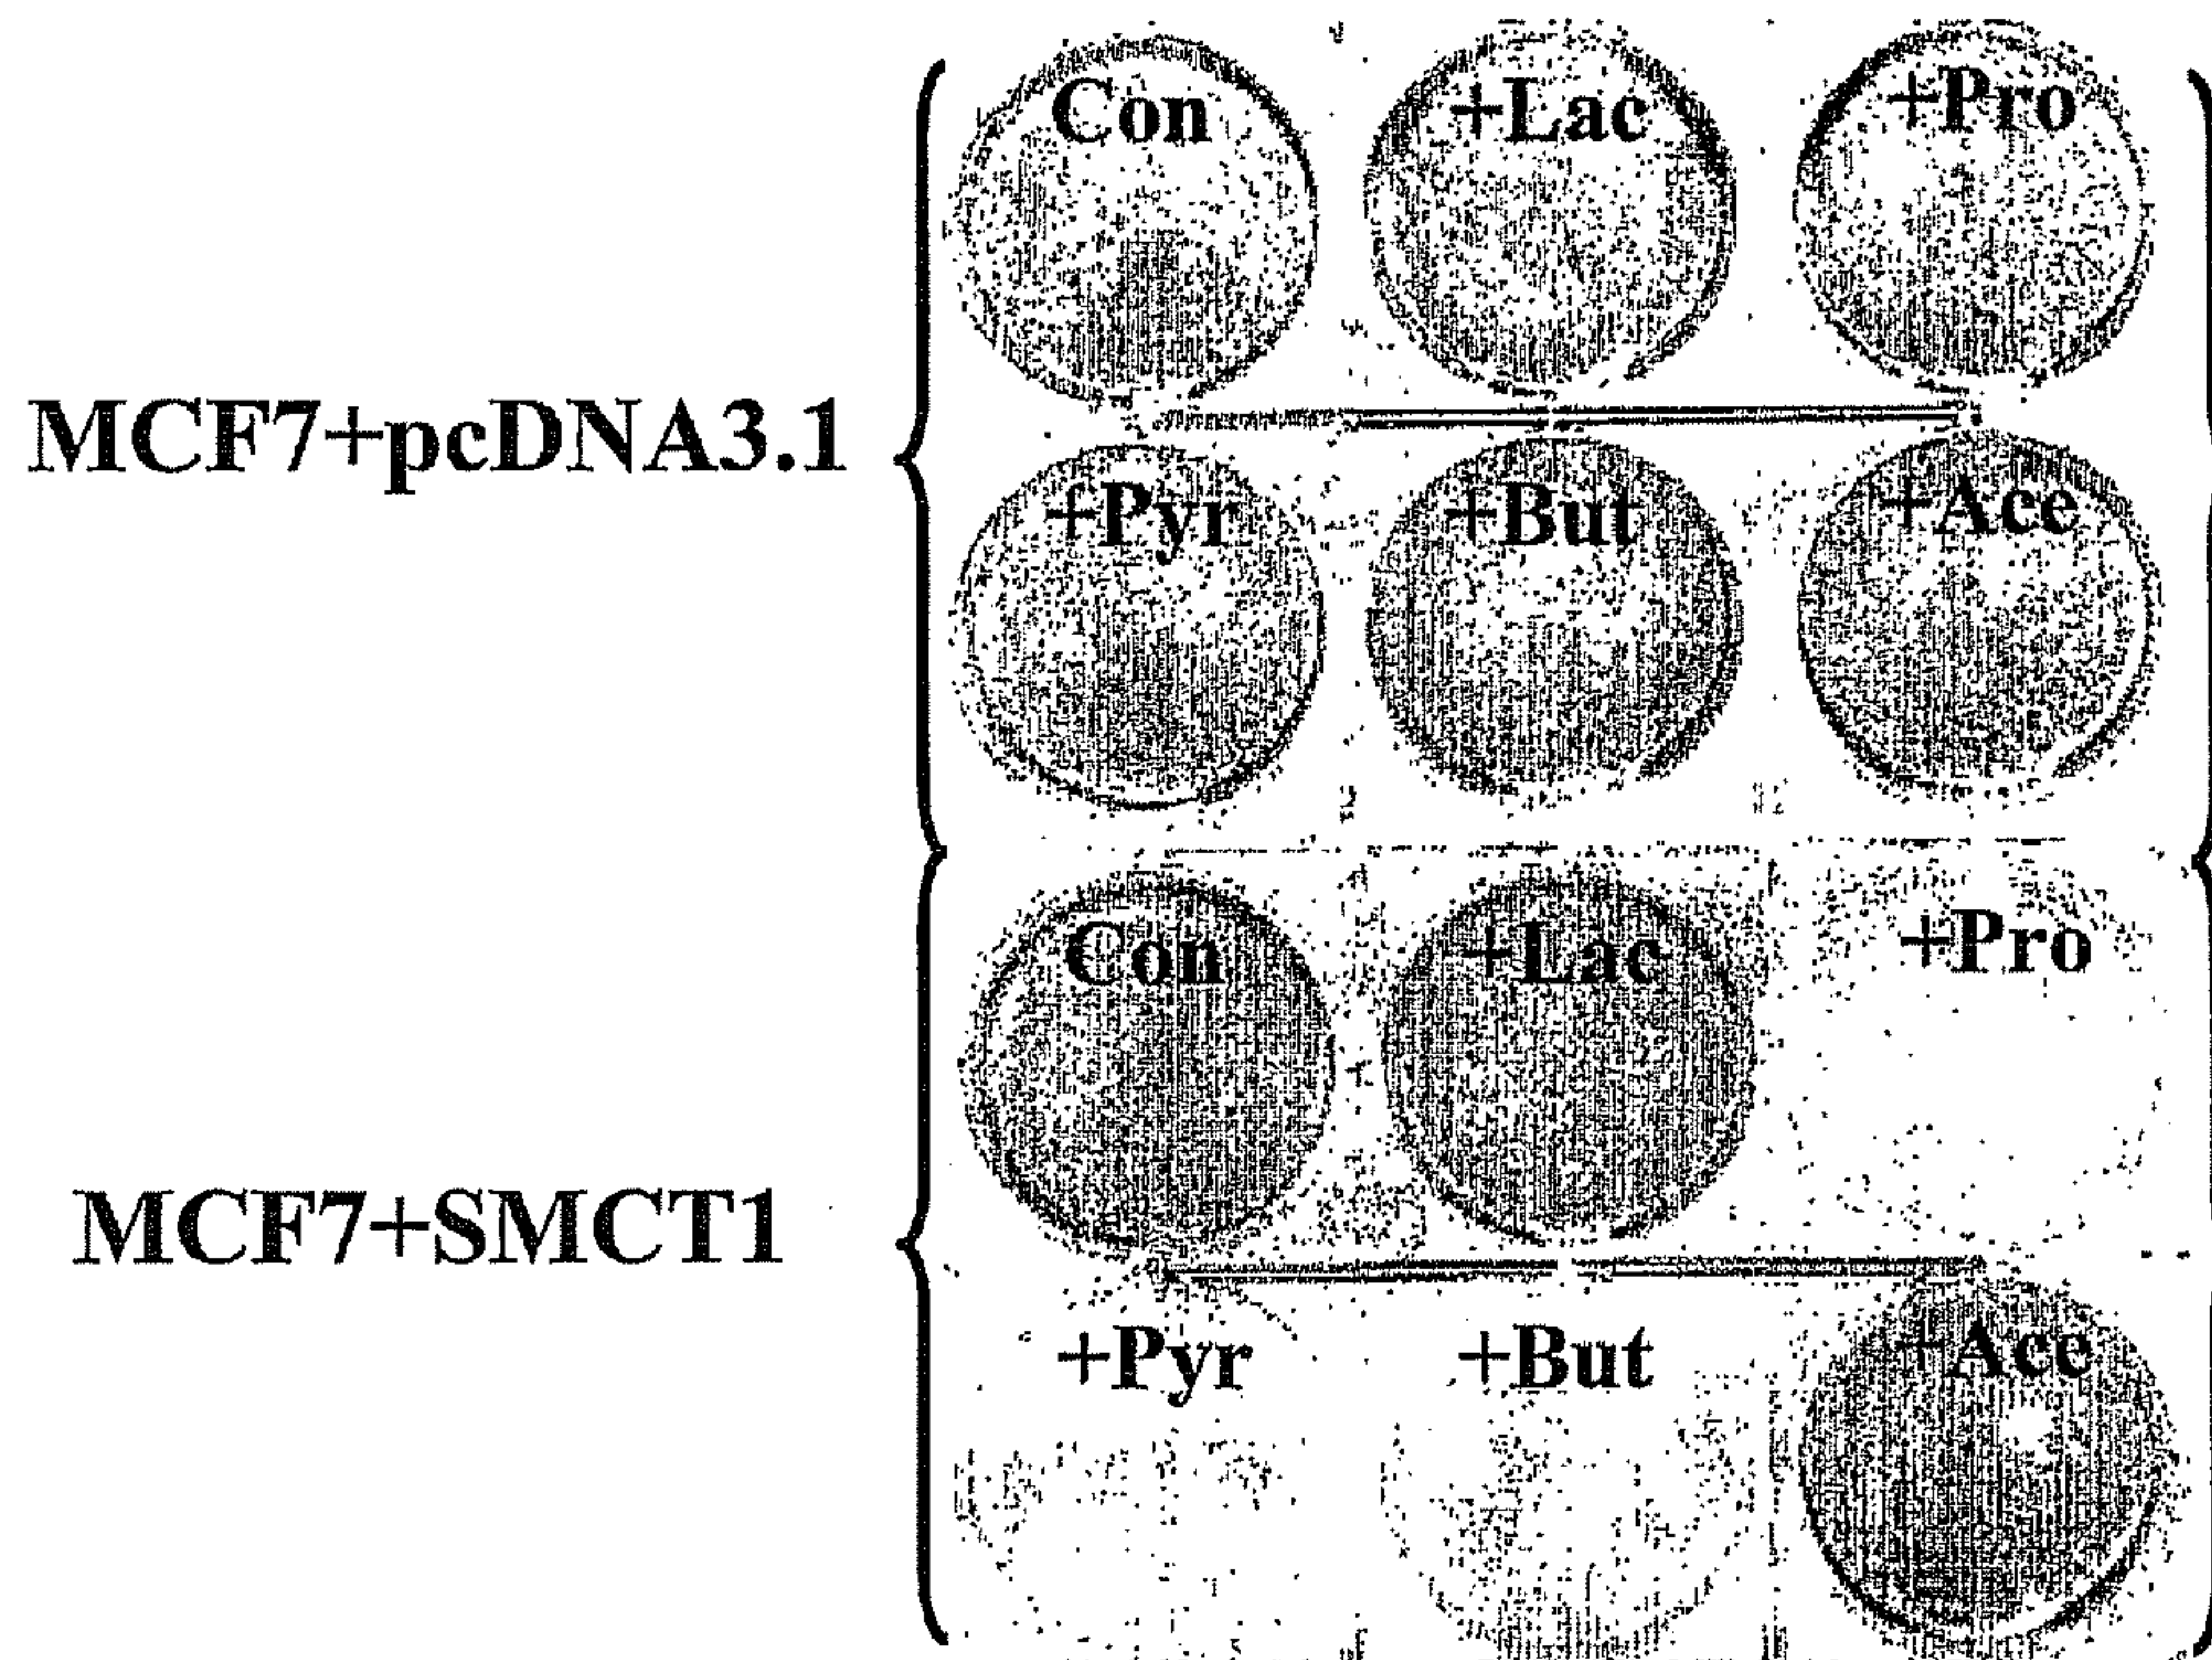 Con +Lac +Pro
MCF7+pcDNA3.1
+Pyr +But +Ace
Con +Lac +Pro
MCF7+SMCT1
+Pyr +But +Ace